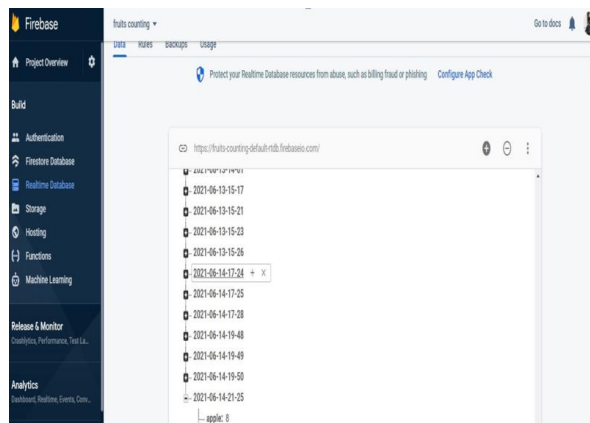 Firebase
fruits counting
Go to docs
Data Rules Backups Usage
Project Overview
Protect your Realtime Database resources from abuse, such as billing fraud or phishing Configure App Check
Build
Authentication
Firestore Database
Realtime Database
Storage
Hosting
Functions
Machine Learning
Release & Monitor
Crashlytics, Performance, Test La...
Analytics
Dashboard, Realtime, Events, Conv...
https://fruits-counting-default-rtdb.firebaseio.com/
2021-06-13-14-01
2021-06-13-15-17
2021-06-13-15-21
2021-06-13-15-23
2021-06-13-15-26
2021-06-14-17-24 + ×
2021-06-14-17-25
2021-06-14-17-28
2021-06-14-19-48
2021-06-14-19-49
2021-06-14-19-50
2021-06-14-21-25
apple: 8